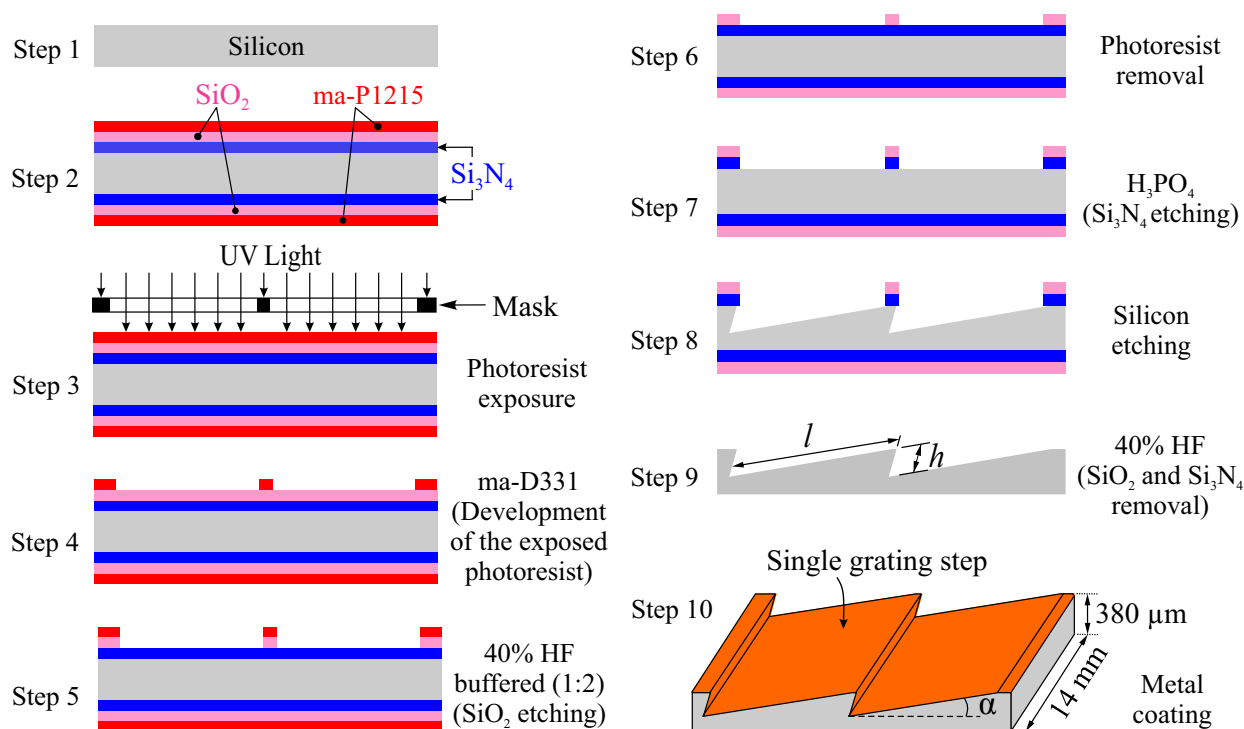 Step 1
Silicon
SiO₂
ma-P1215
Step 2
Si₃N₄
UV Light
Mask
Step 3
Photoresist
exposure
Step 4
ma-D331
(Development
of the exposed
photoresist)
Step 5
40% HF
buffered (1:2)
(SiO₂ etching)
Step 6
Photoresist
removal
Step 7
H₃PO₄
(Si₃N₄ etching)
Step 8
Silicon
etching
Step 9
l
h
40% HF
(SiO₂ and Si₃N₄
removal)
Step 10
Single grating step
380 µm
14 mm
α
Metal
coating